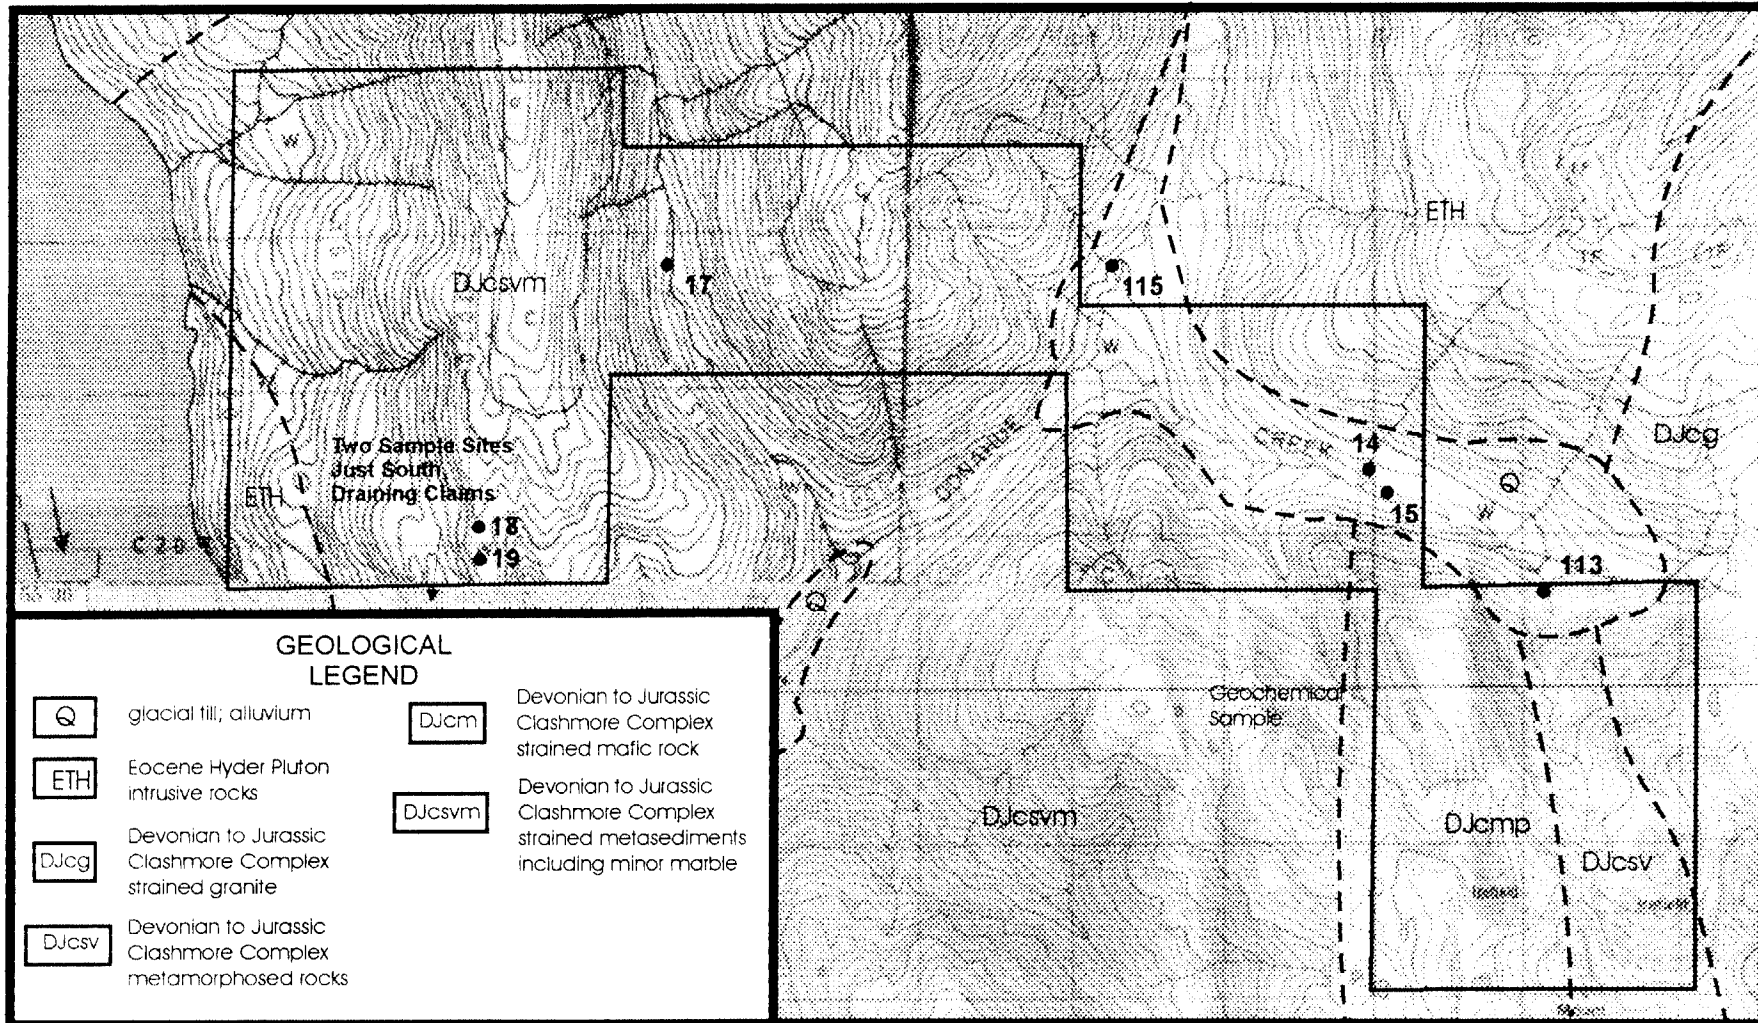 ETH
115
DJcsvm
17
W
DJcg
Two Sample Sites
Just South
Draining Claims
CREEK
14
Q
ETH
15
18
19
113
Q
Geochemical
Sample
DJcsvm
DJcmp
DJcsv
GEOLOGICAL
LEGEND
Q
glacial till; alluvium
ETH
Eocene Hyder Pluton
intrusive rocks
DJcg
Devonian to Jurassic
Clashmore Complex
strained granite
DJcsv
Devonian to Jurassic
Clashmore Complex
metamorphosed rocks
DJcm
Devonian to Jurassic
Clashmore Complex
strained mafic rock
DJcsvm
Devonian to Jurassic
Clashmore Complex
strained metasediments
including minor marble